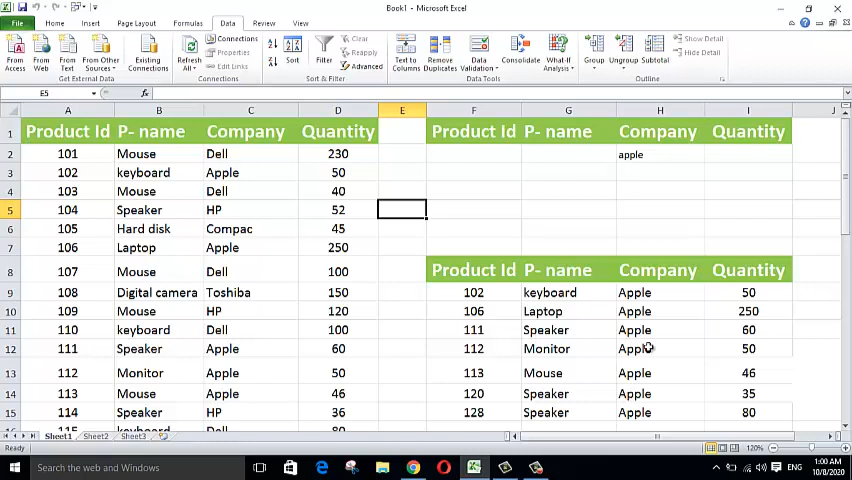 Book1 - Microsoft Excel
File Home Insert Page Layout Formulas Data Review View
From Access From Web From Text From Other Sources Existing Connections Refresh All Connections Properties Edit Links Sort Filter Clear Reapply Advanced Text to Columns Remove Duplicates Data Validation Consolidate What-If Analysis Group Ungroup Subtotal Show Detail Hide Detail
Get External Data Connections Sort & Filter Data Tools Outline
E5 fx
A B C D E F G H I J
1 Product Id P- name Company Quantity Product Id P- name Company Quantity
2 101 Mouse Dell 230 apple
3 102 keyboard Apple 50
4 103 Mouse Dell 40
5 104 Speaker HP 52
6 105 Hard disk Compac 45
7 106 Laptop Apple 250
8 107 Mouse Dell 100 Product Id P- name Company Quantity
9 108 Digital camera Toshiba 150 102 keyboard Apple 50
10 109 Mouse HP 120 106 Laptop Apple 250
11 110 keyboard Dell 100 111 Speaker Apple 60
12 111 Speaker Apple 60 112 Monitor Apple 50
13 112 Monitor Apple 50 113 Mouse Apple 46
14 113 Mouse Apple 46 120 Speaker Apple 35
15 114 Speaker HP 36 128 Speaker Apple 80
115 keyboard Dell 80
Sheet1 Sheet2 Sheet3
Ready 120%
Search the web and Windows ENG 1:00 AM
10/8/2020